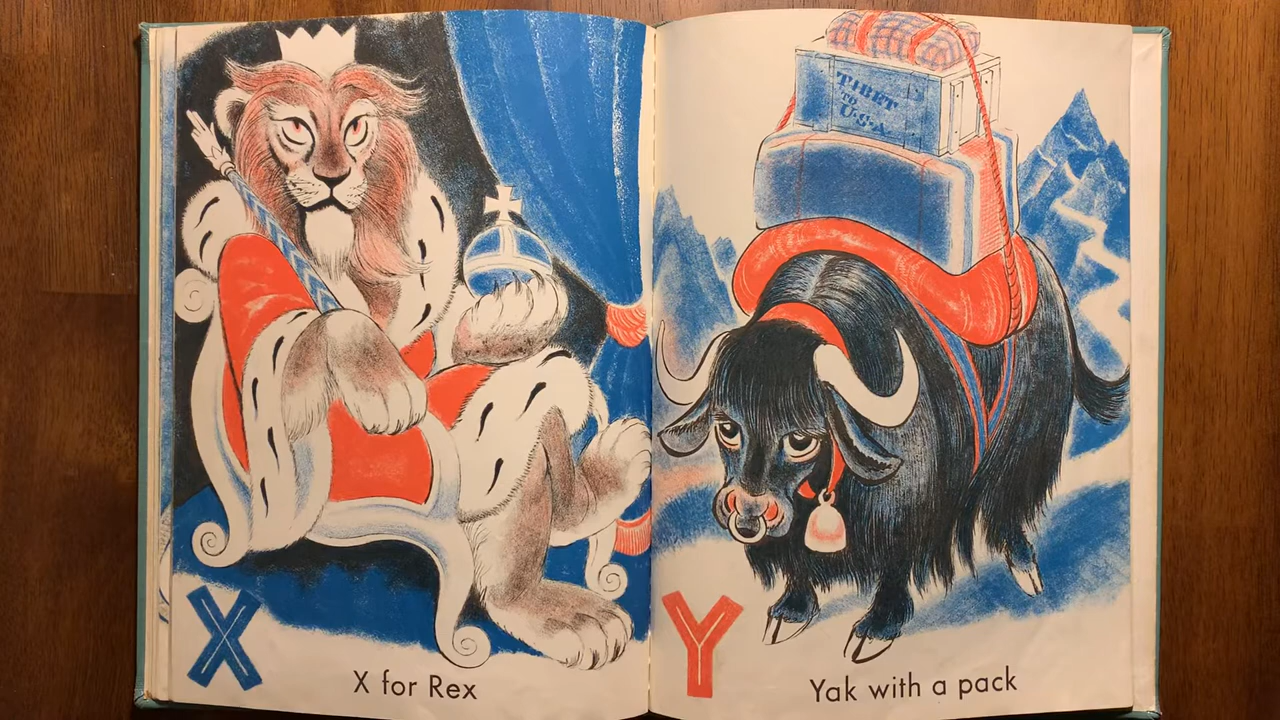 X
X for Rex
TIBET
TO
U·S·A
Y
Yak with a pack